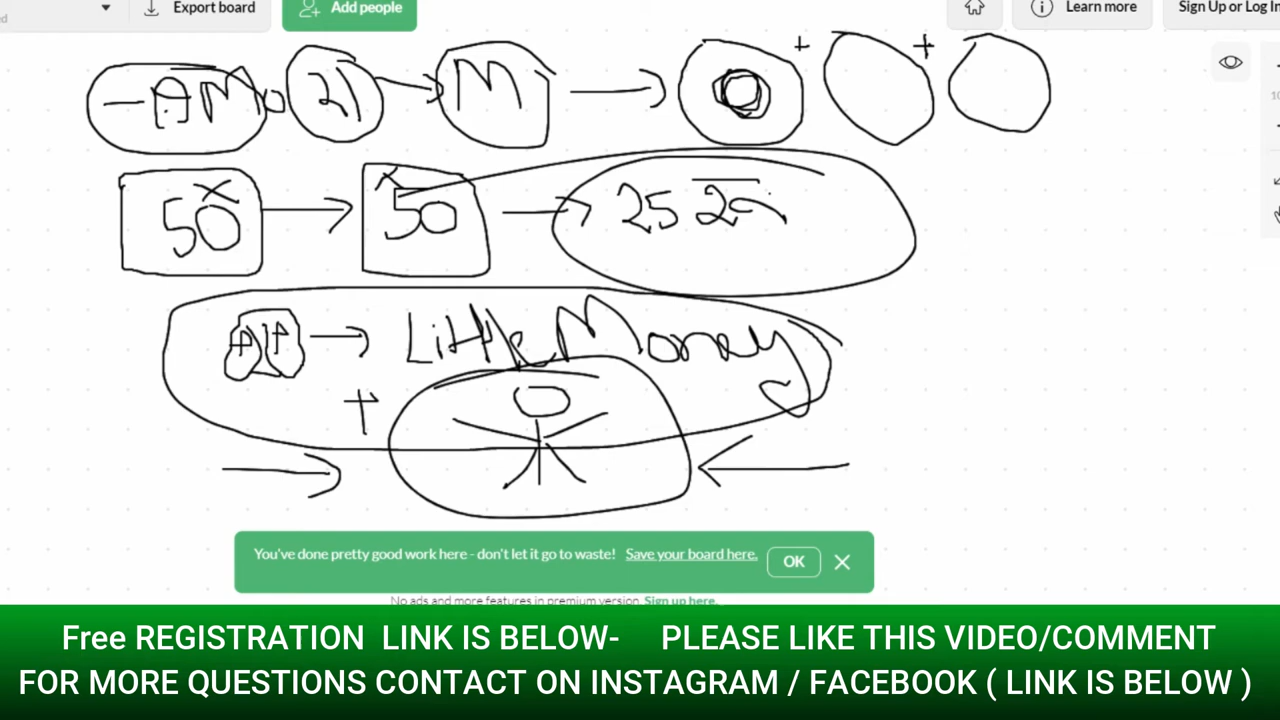 Export board Add people Learn more Sign Up or Log In
21 M
50 50 25 25
Little Money
You've done pretty good work here - don't let it go to waste! Save your board here. OK
No ads and more features in premium version. Sign up here.
Free REGISTRATION LINK IS BELOW- PLEASE LIKE THIS VIDEO/COMMENT
FOR MORE QUESTIONS CONTACT ON INSTAGRAM / FACEBOOK ( LINK IS BELOW )